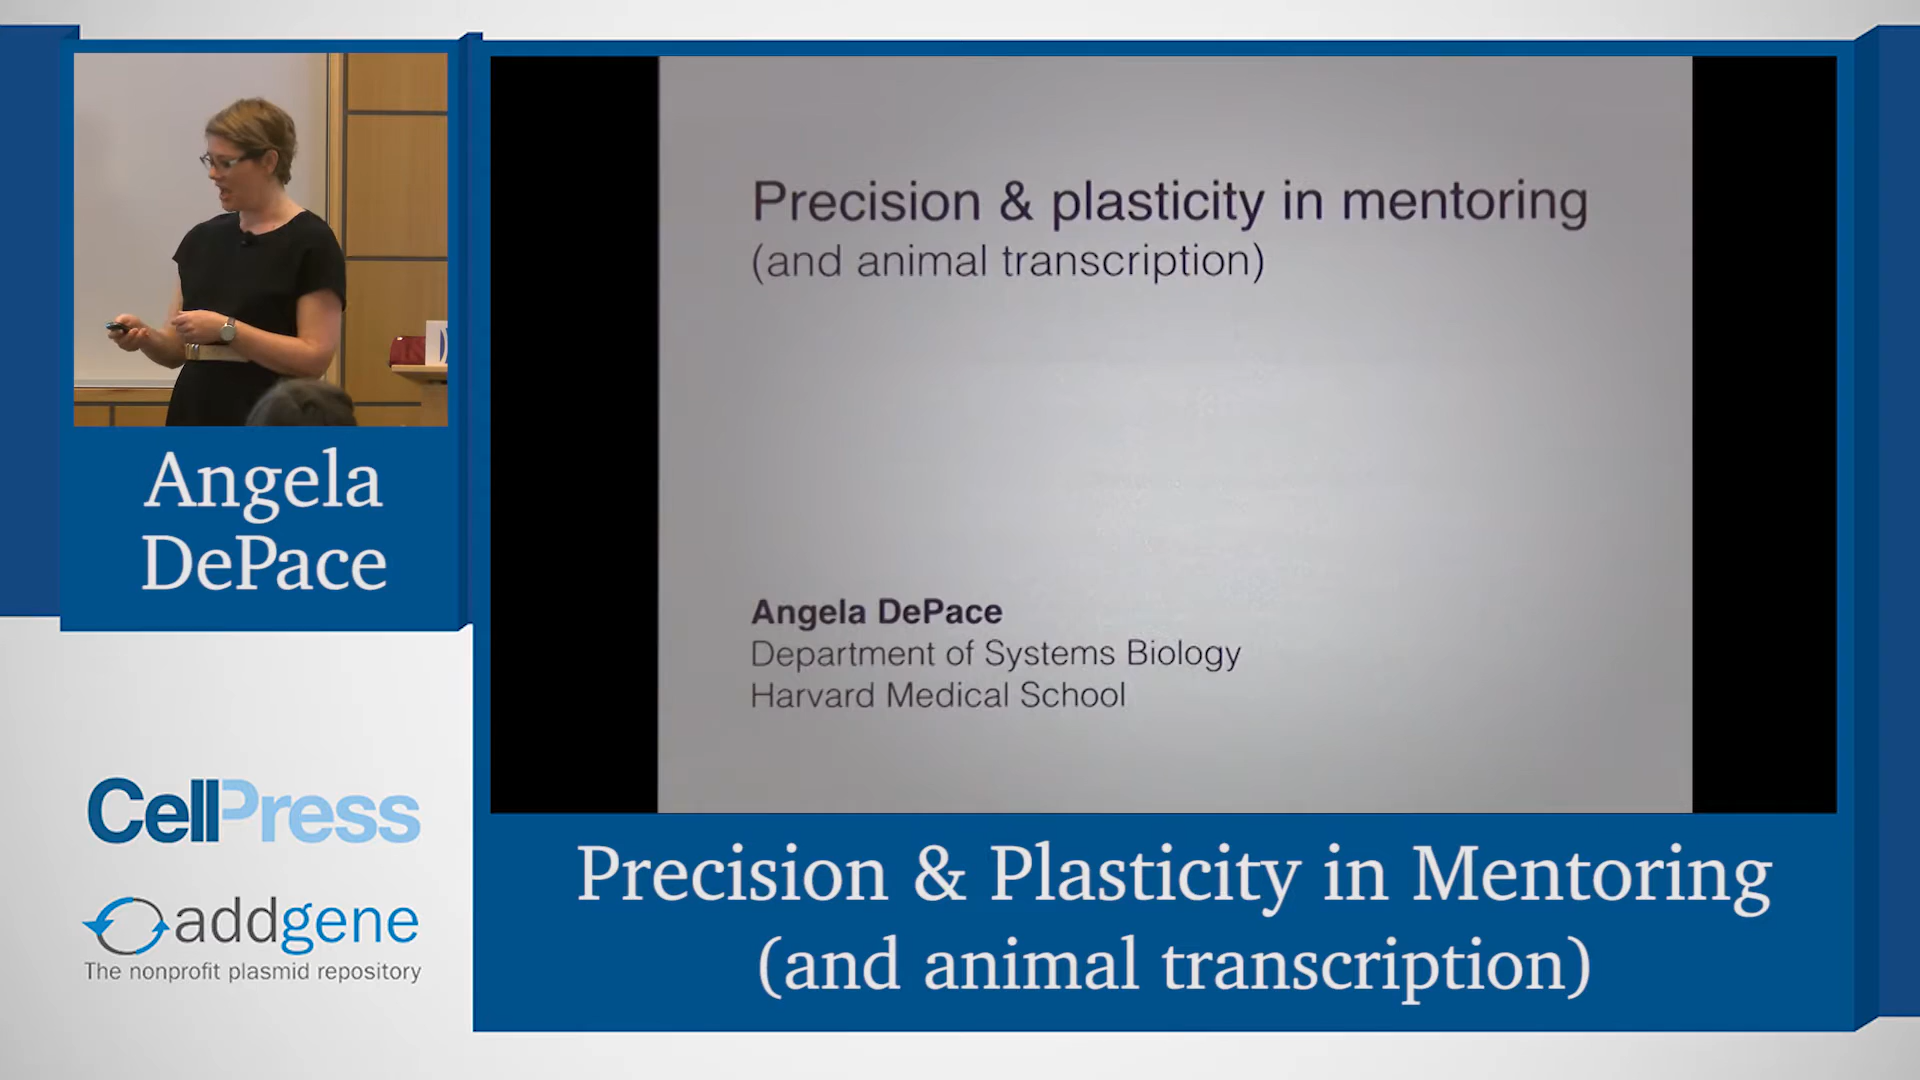 Angela
DePace
CellPress
addgene
The nonprofit plasmid repository
Precision & plasticity in mentoring
(and animal transcription)
Angela DePace
Department of Systems Biology
Harvard Medical School
Precision & Plasticity in Mentoring
(and animal transcription)